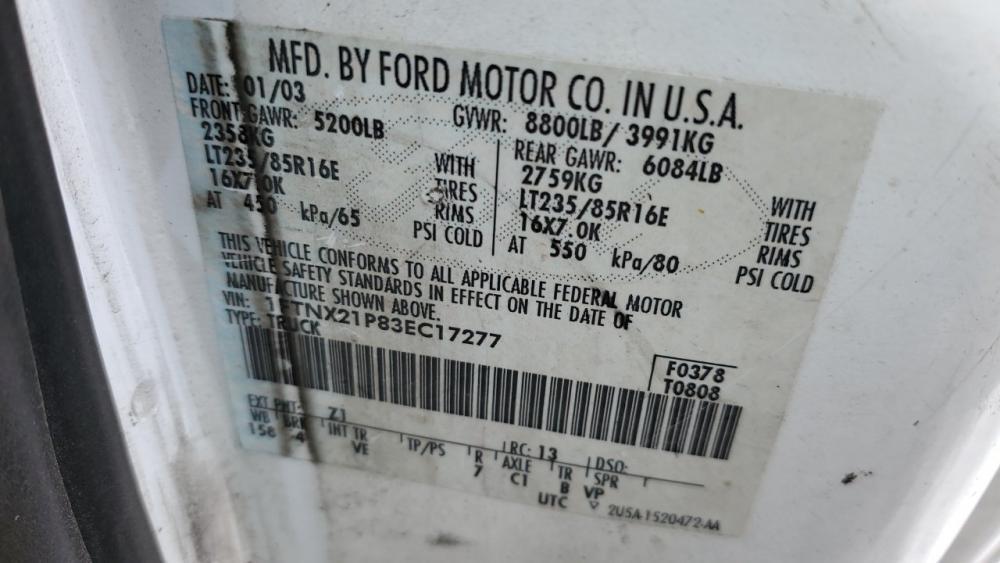 MFD. BY FORD MOTOR CO. IN U.S.A.
DATE: 01/03 GVWR: 8800LB/ 3991KG
FRONT GAWR: 5200LB REAR GAWR: 6084LB
2358KG WITH 2759KG WITH
LT235/85R16E TIRES LT235/85R16E TIRES
16X7.0K RIMS 16X7.0K RIMS
AT 450 kPa/65 PSI COLD AT 550 kPa/80 PSI COLD
THIS VEHICLE CONFORMS TO ALL APPLICABLE FEDERAL MOTOR
VEHICLE SAFETY STANDARDS IN EFFECT ON THE DATE OF
MANUFACTURE SHOWN ABOVE.
VIN: 1FTNX21P83EC17277
TYPE: TRUCK
F0378
T0808
EXT PNT: Z1 RC: 13 DSO:
WB BRK INT TR TP/PS R AXLE TR SPR
158 4 VE 7 C1 B VP
UTC ▽ 2U5A-1520472-AA